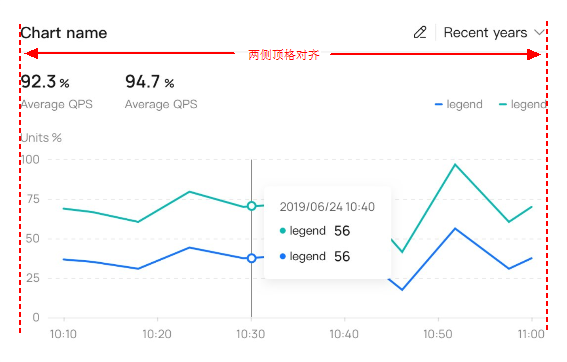 Chart name
Recent years
两侧顶格对齐
92.3 %
94.7 %
Average QPS
Average QPS
legend
legend
Units %
100
75
50
25
0
2019/06/24 10:40
legend 56
legend 56
10:10
10:20
10:30
10:40
10:50
11:00